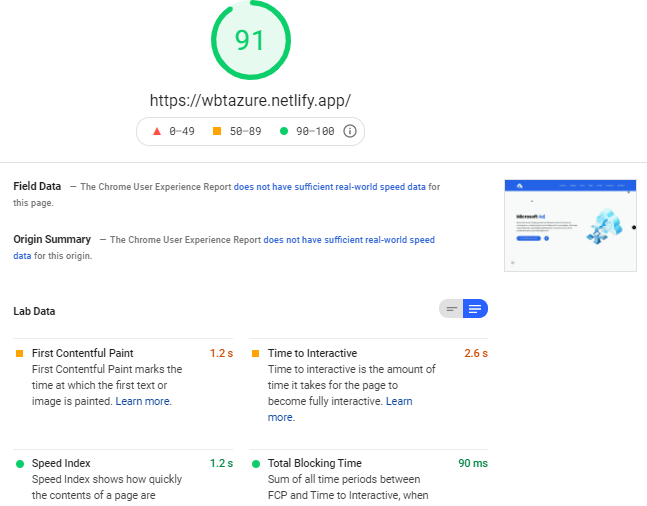 91
https://wbtazure.netlify.app/
0–49 50–89 90–100
Field Data — The Chrome User Experience Report does not have sufficient real-world speed data for
this page.
Origin Summary — The Chrome User Experience Report does not have sufficient real-world speed
data for this origin.
Microsoft Ad
Lab Data
First Contentful Paint 1.2 s
First Contentful Paint marks the
time at which the first text or
image is painted. Learn more.
Time to Interactive 2.6 s
Time to interactive is the amount of
time it takes for the page to
become fully interactive. Learn
more.
Speed Index 1.2 s
Speed Index shows how quickly
the contents of a page are
Total Blocking Time 90 ms
Sum of all time periods between
FCP and Time to Interactive, when